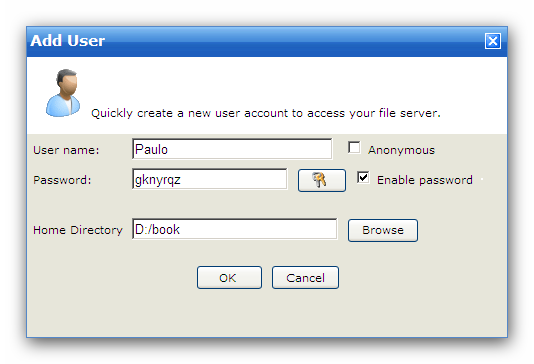 Add User
Quickly create a new user account to access your file server.
User name: Paulo Anonymous
Password: gknyrqz Enable password
Home Directory D:/book Browse
OK Cancel